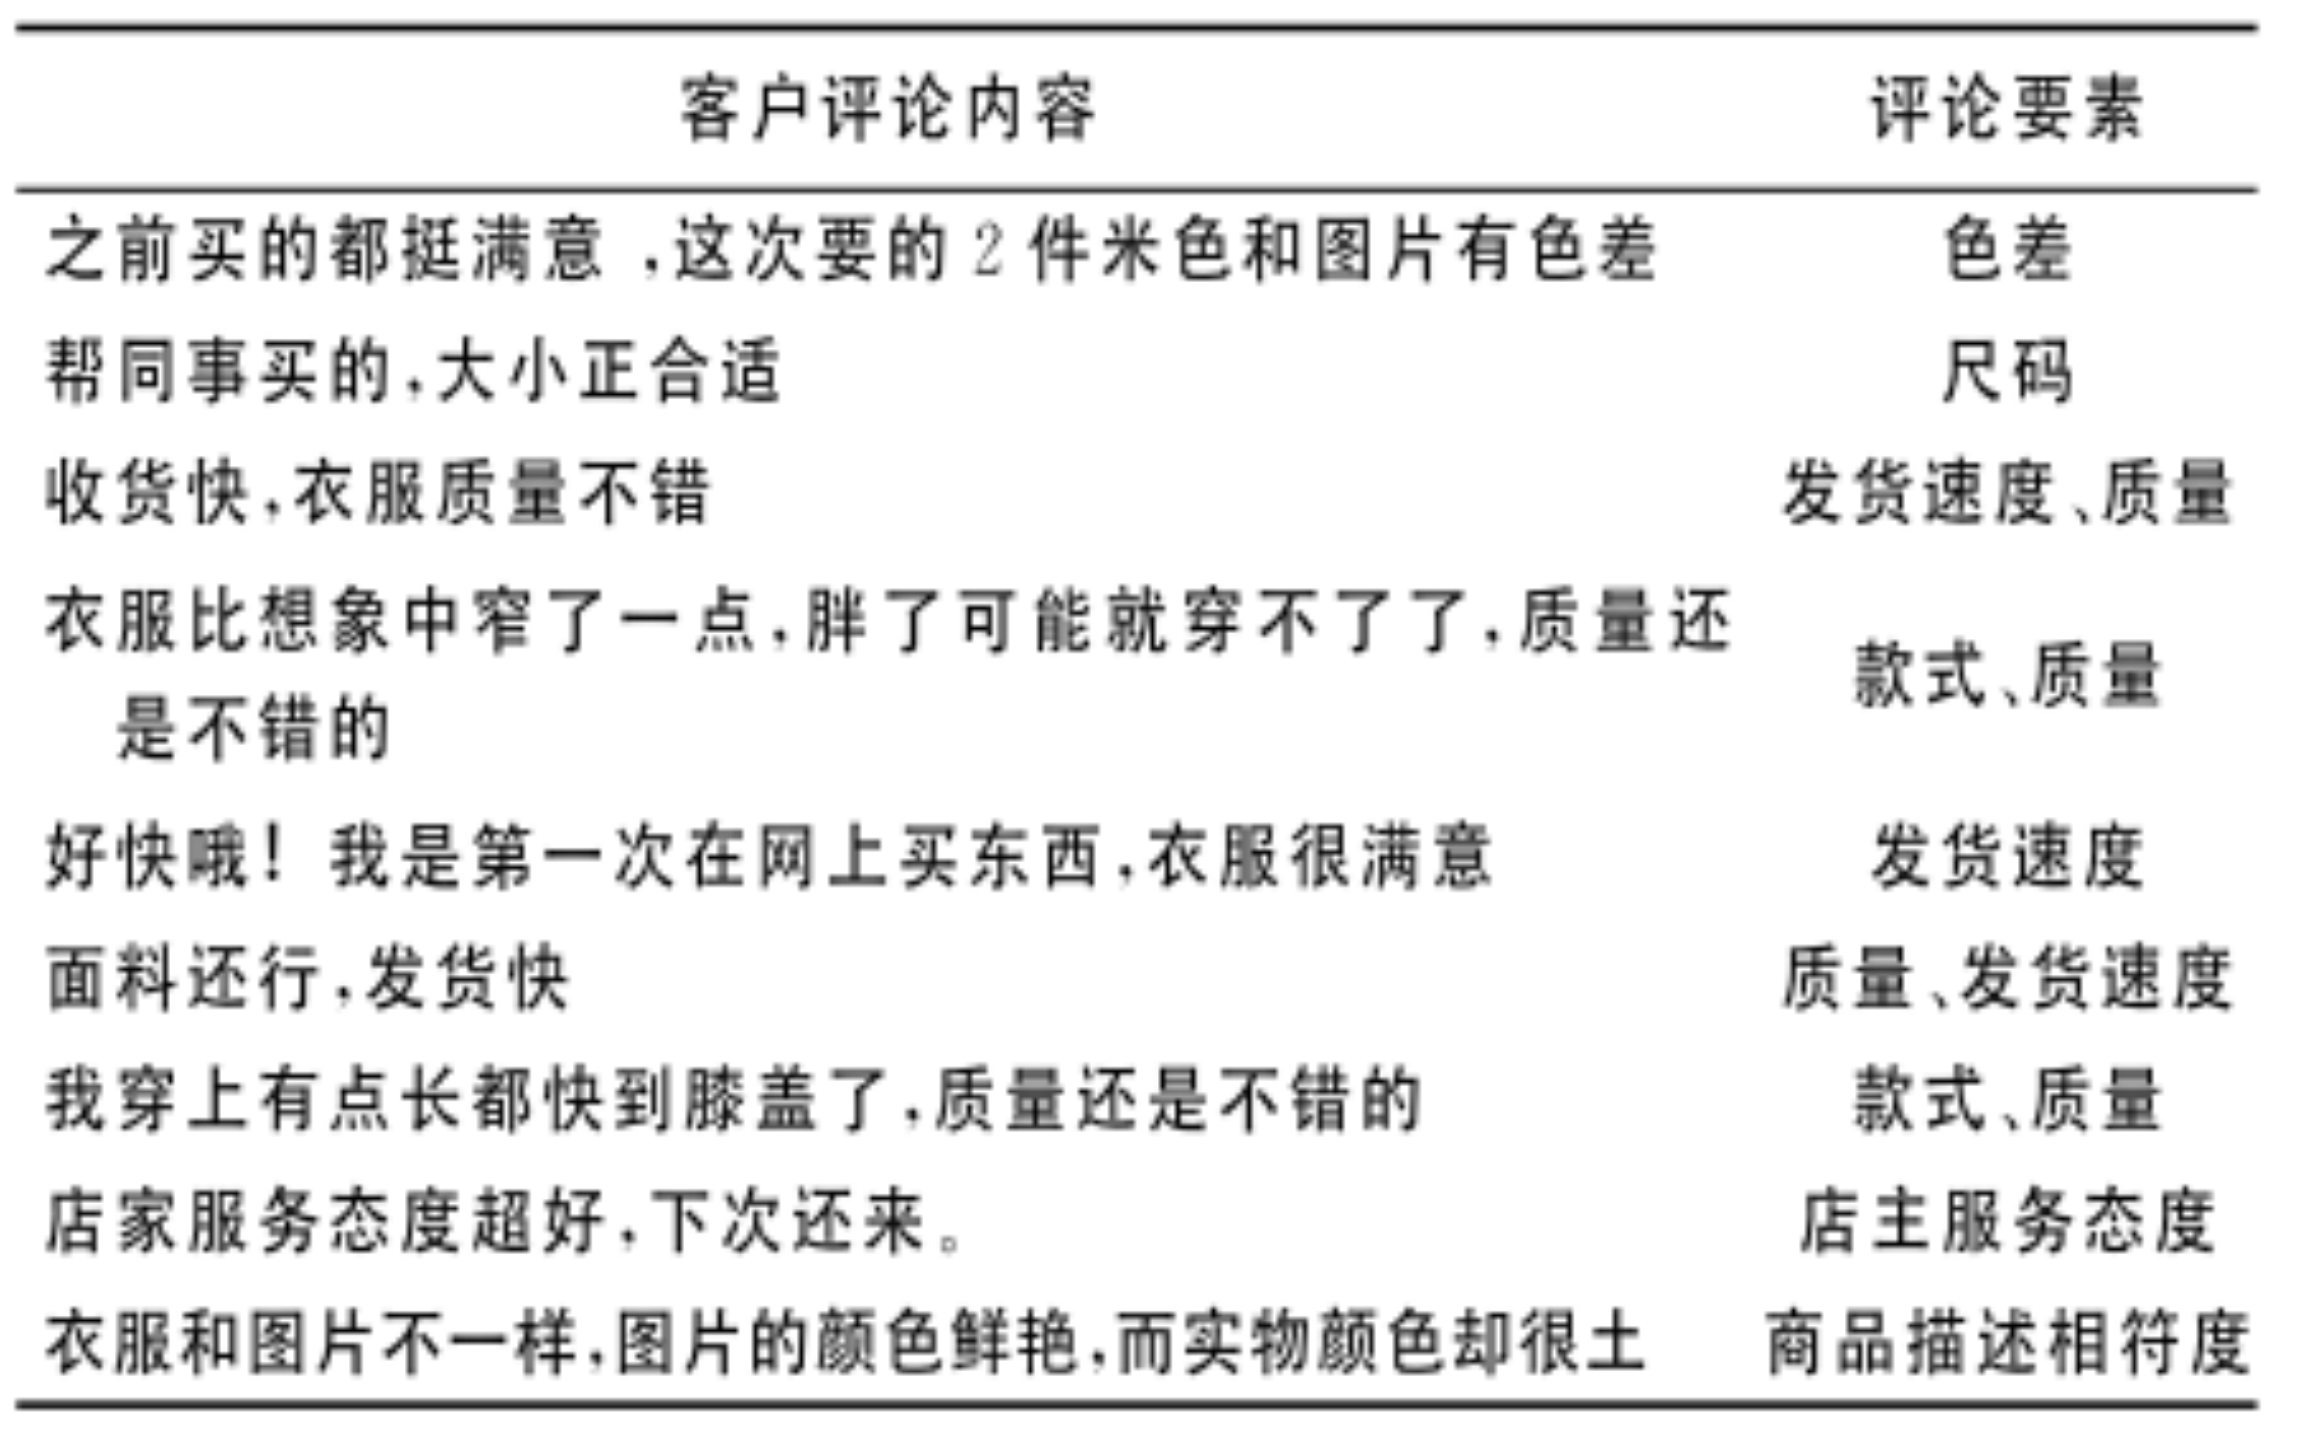 客户评论内容 评论要素
之前买的都挺满意,这次要的2件米色和图片有色差 色差
帮同事买的,大小正合适 尺码
收货快,衣服质量不错 发货速度、质量
衣服比想象中窄了一点,胖了可能就穿不了了,质量还
是不错的
款式、质量
好快哦! 我是第一次在网上买东西,衣服很满意 发货速度
面料还行,发货快 质量、发货速度
我穿上有点长都快到膝盖了,质量还是不错的 款式、质量
店家服务态度超好,下次还来。 店主服务态度
衣服和图片不一样,图片的颜色鲜艳,而实物颜色却很土 商品描述相符度